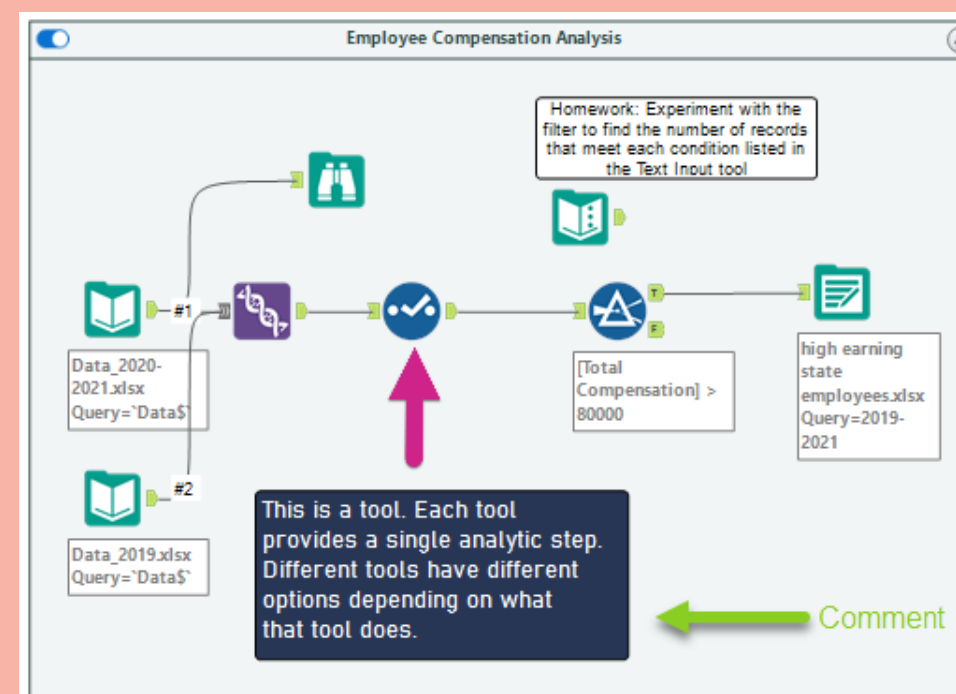 Employee Compensation Analysis
Homework: Experiment with the
filter to find the number of records
that meet each condition listed in
the Text Input tool
#1
Data_2020-
2021.xlsx
Query=`Data$`
T
F
[Total
Compensation] >
80000
high earning
state
employees.xlsx
Query=2019-
2021
#2
Data_2019.xlsx
Query=`Data$`
This is a tool. Each tool
provides a single analytic step.
Different tools have different
options depending on what
that tool does.
Comment